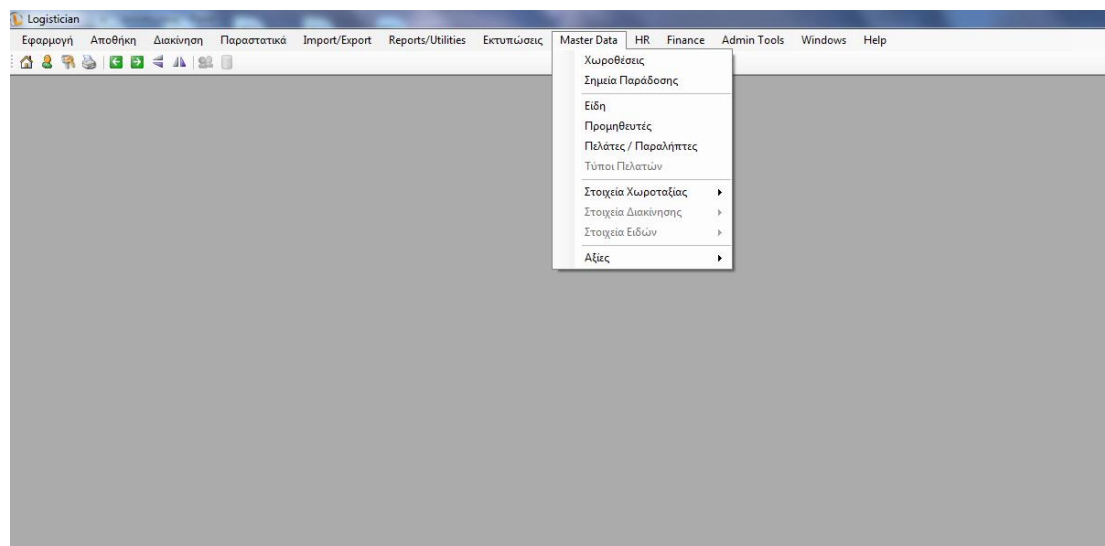 Logistician
Εφαρμογή Αποθήκη Διακίνηση Παραστατικά Import/Export Reports/Utilities Εκτυπώσεις Master Data HR Finance Admin Tools Windows Help
Χωροθέσεις
Σημεία Παράδοσης
Είδη
Προμηθευτές
Πελάτες / Παραλήπτες
Τύποι Πελατών
Στοιχεία Χωροταξίας
Στοιχεία Διακίνησης
Στοιχεία Ειδών
Αξίες